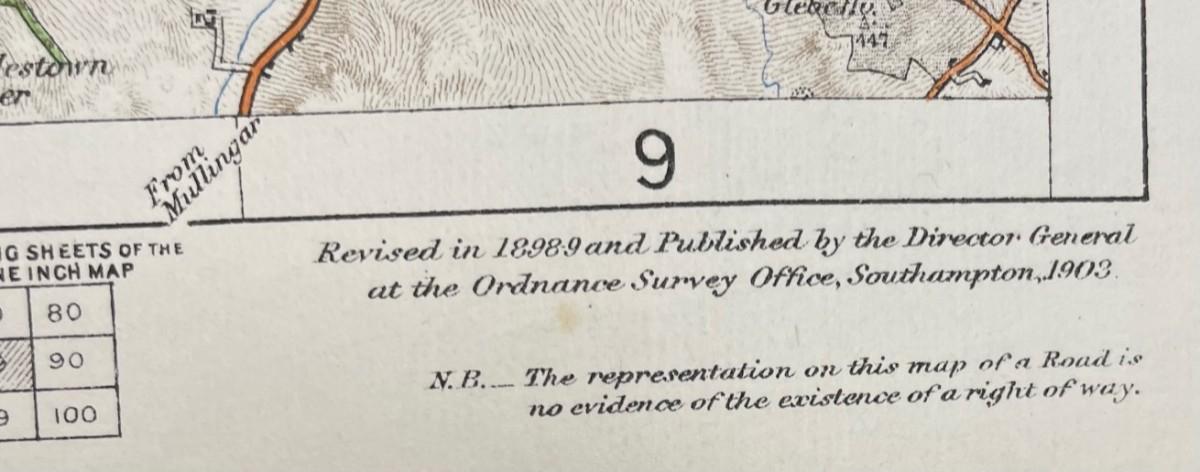 Glebe Ho.
447
estown
er
From
Mullingar
9
G SHEETS OF THE
NE INCH MAP
80
90
9
100
Revised in 1898-9 and Published by the Director General
at the Ordnance Survey Office, Southampton, 1903.
N.B.— The representation on this map of a Road is
no evidence of the existence of a right of way.